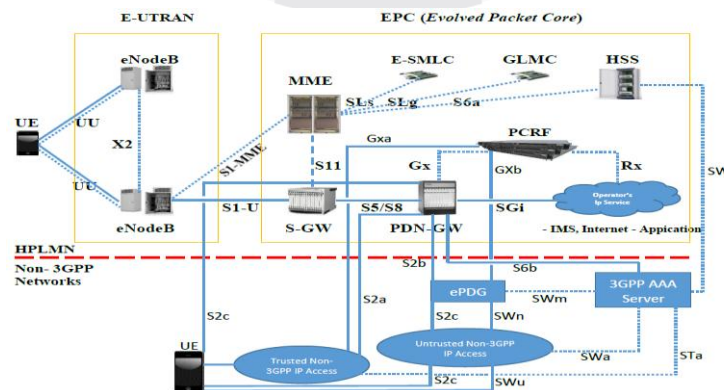 E-UTRAN
EPC (Evolved Packet Core)
eNodeB
E-SMLC
GLMC
HSS
MME
SLs
SLg
S6a
UE
UU
X2
S1-MME
Gxa
PCRF
S11
Gx
GXb
Rx
SW
UU
S1-U
S5/S8
SGi
Operator's
Ip Service
eNodeB
S-GW
PDN-GW
- IMS, Internet - Appication
HPLMN
Non- 3GPP
Networks
S2b
S6b
S2c
S2a
ePDG
SWm
3GPP AAA
Server
S2c
SWn
UE
Trusted Non-
3GPP IP Access
Untrusted Non-3GPP
IP Access
SWa
STa
S2c
SWu